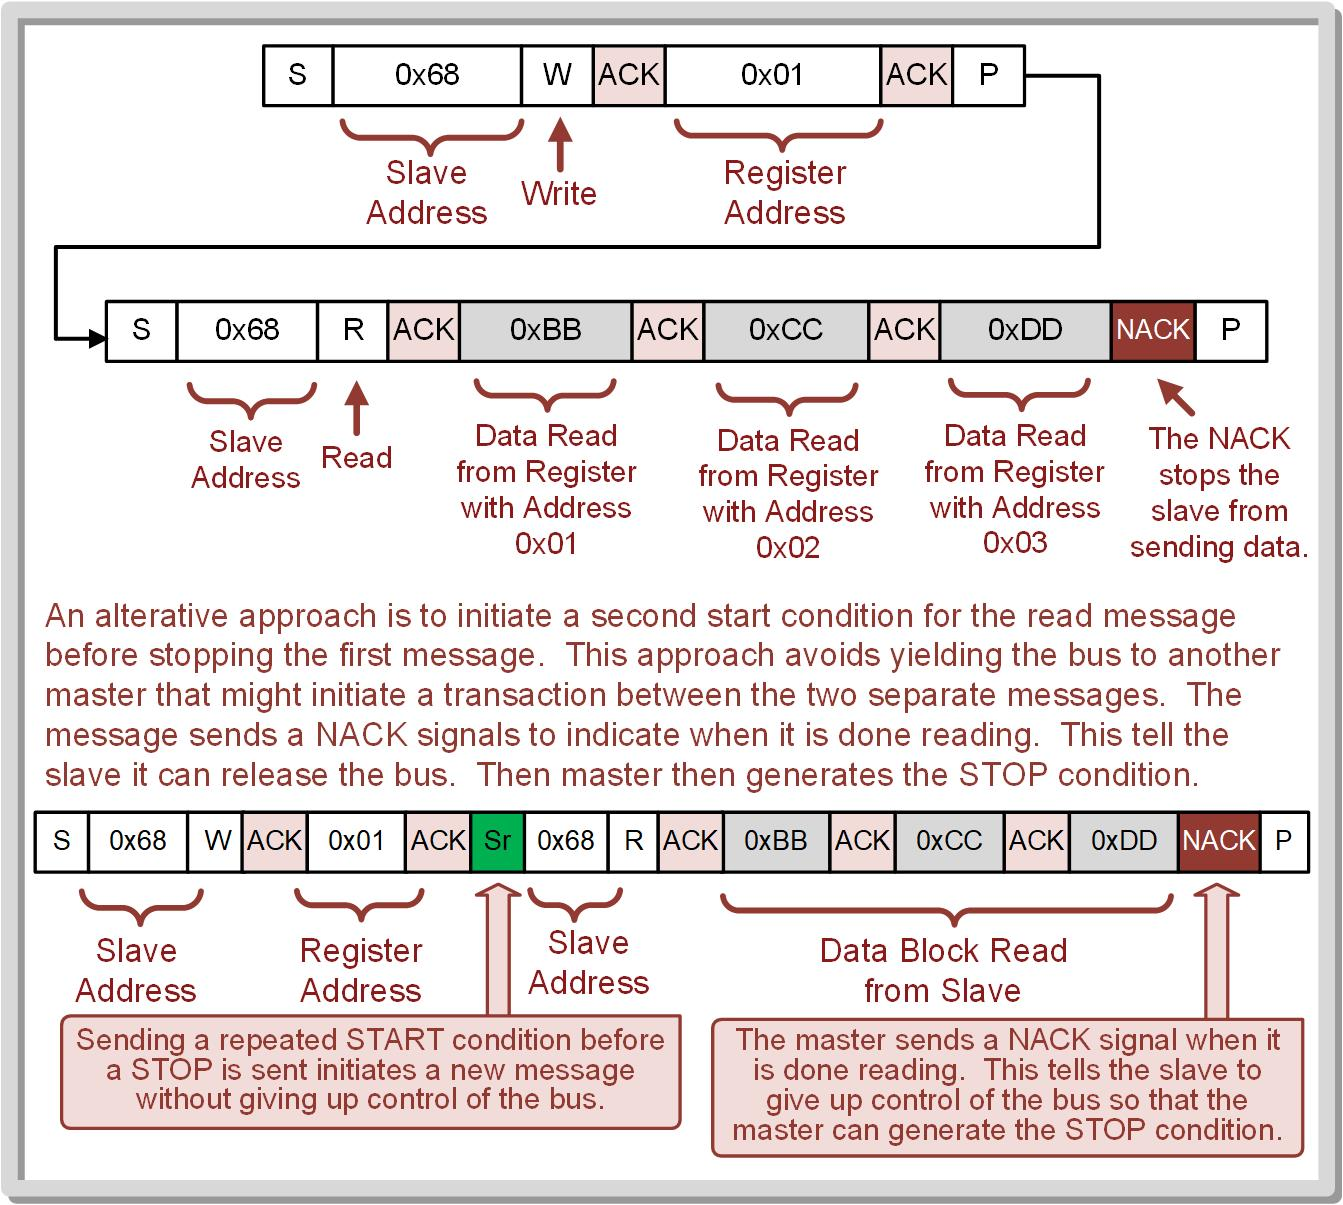 S 0x68 W ACK 0x01 ACK P
Slave
Address
Write
Register
Address
S 0x68 R ACK 0xBB ACK 0xCC ACK 0xDD NACK P
Slave
Address
Read
Data Read
from Register
with Address
0x01
Data Read
from Register
with Address
0x02
Data Read
from Register
with Address
0x03
The NACK
stops the
slave from
sending data.
An alterative approach is to initiate a second start condition for the read message
before stopping the first message.  This approach avoids yielding the bus to another
master that might initiate a transaction between the two separate messages.  The
message sends a NACK signals to indicate when it is done reading.  This tell the
slave it can release the bus.  Then master then generates the STOP condition.
S 0x68 W ACK 0x01 ACK Sr 0x68 R ACK 0xBB ACK 0xCC ACK 0xDD NACK P
Slave
Address
Register
Address
Slave
Address
Data Block Read
from Slave
Sending a repeated START condition before
a STOP is sent initiates a new message
without giving up control of the bus.
The master sends a NACK signal when it
is done reading.  This tells the slave to
give up control of the bus so that the
master can generate the STOP condition.